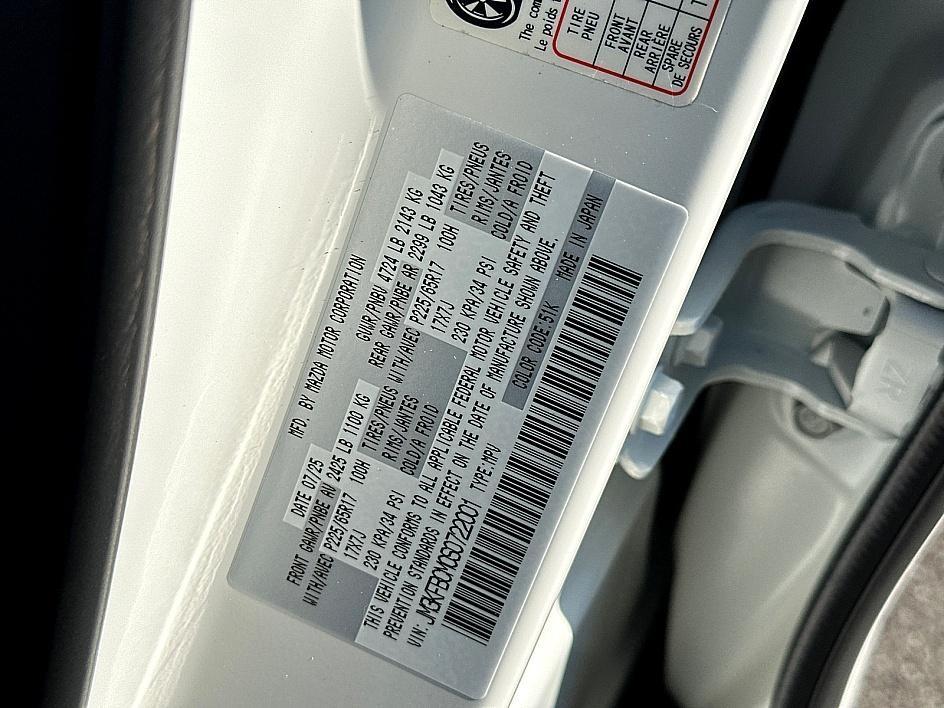 The com
Le poids t
TIRE
PNEU
FRONT
AVANT
REAR
ARRIÈRE
SPARE
DE SECOURS
MFD. BY MAZDA MOTOR CORPORATION
DATE 07/25 GVWR/PNBV 4724 LB 2143 KG
FRONT GAWR/PNBE AV 2425 LB 1100 KG REAR GAWR/PNBE AR 2299 LB 1043 KG
WITH/AVEC P225/65R17 100H TIRES/PNEUS WITH/AVEC P225/65R17 100H TIRES/PNEUS
17X7J RIMS/JANTES 17X7J RIMS/JANTES
230 KPA/34 PSI COLD/A FROID 230 KPA/34 PSI COLD/A FROID
THIS VEHICLE CONFORMS TO ALL APPLICABLE FEDERAL MOTOR VEHICLE SAFETY AND THEFT
PREVENTION STANDARDS IN EFFECT ON THE DATE OF MANUFACTURE SHOWN ABOVE.
VIN: TYPE:MPV COLOR CODE:51K MADE IN JAPAN